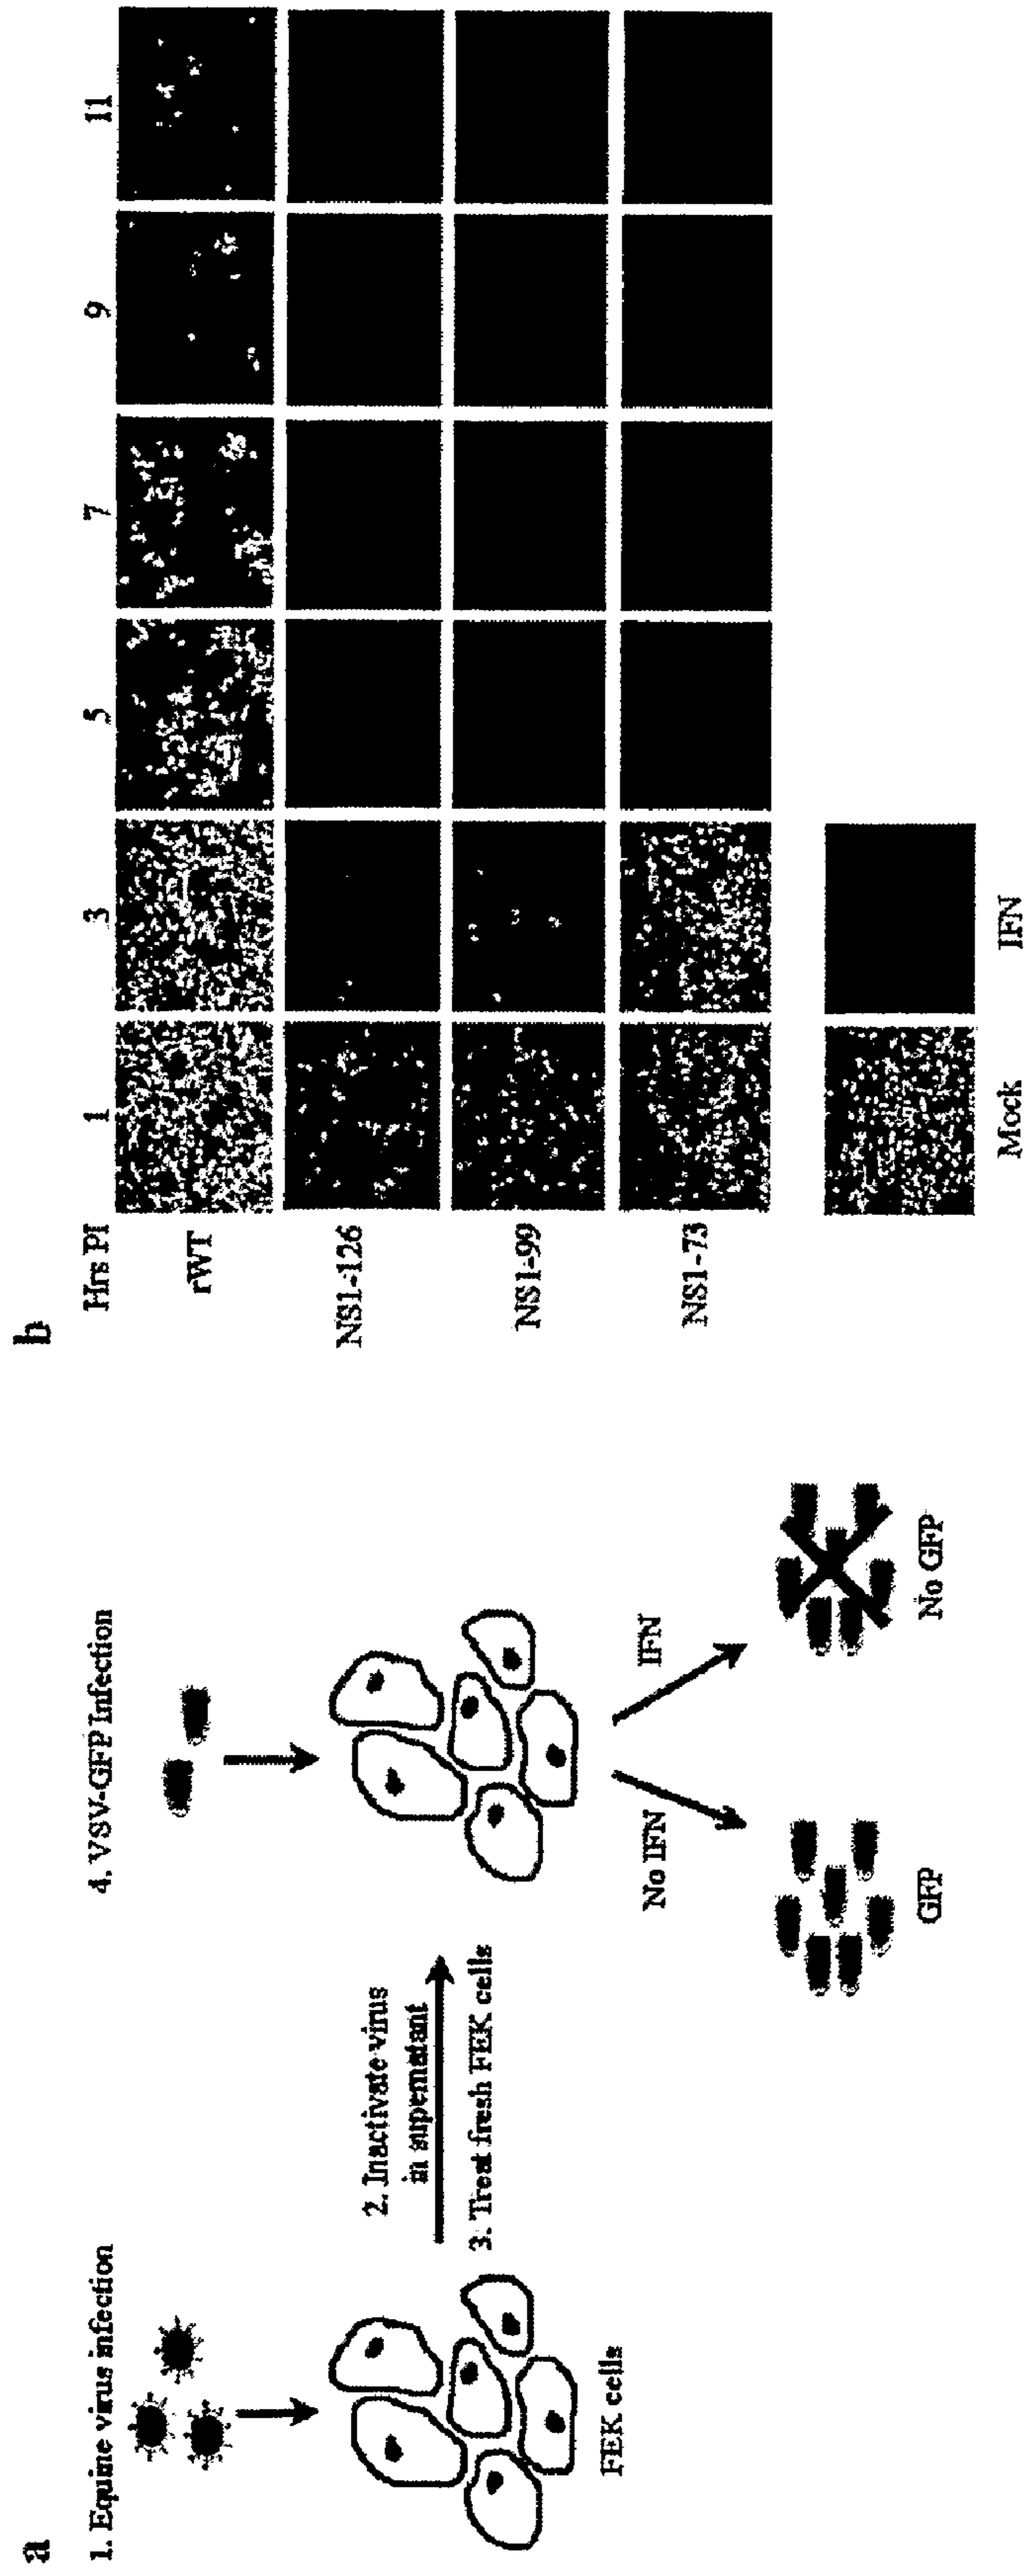 a
1. Equine virus infection
FEK cells
2. Inactivate virus
in supernatant
3. Treat fresh FEK cells
4. VSV-GFP Infection
No IFN
IFN
GFP
No GFP
b
Hrs PI
1
3
5
7
9
11
rWT
NS1-126
NS1-99
NS1-73
Mock
IFN